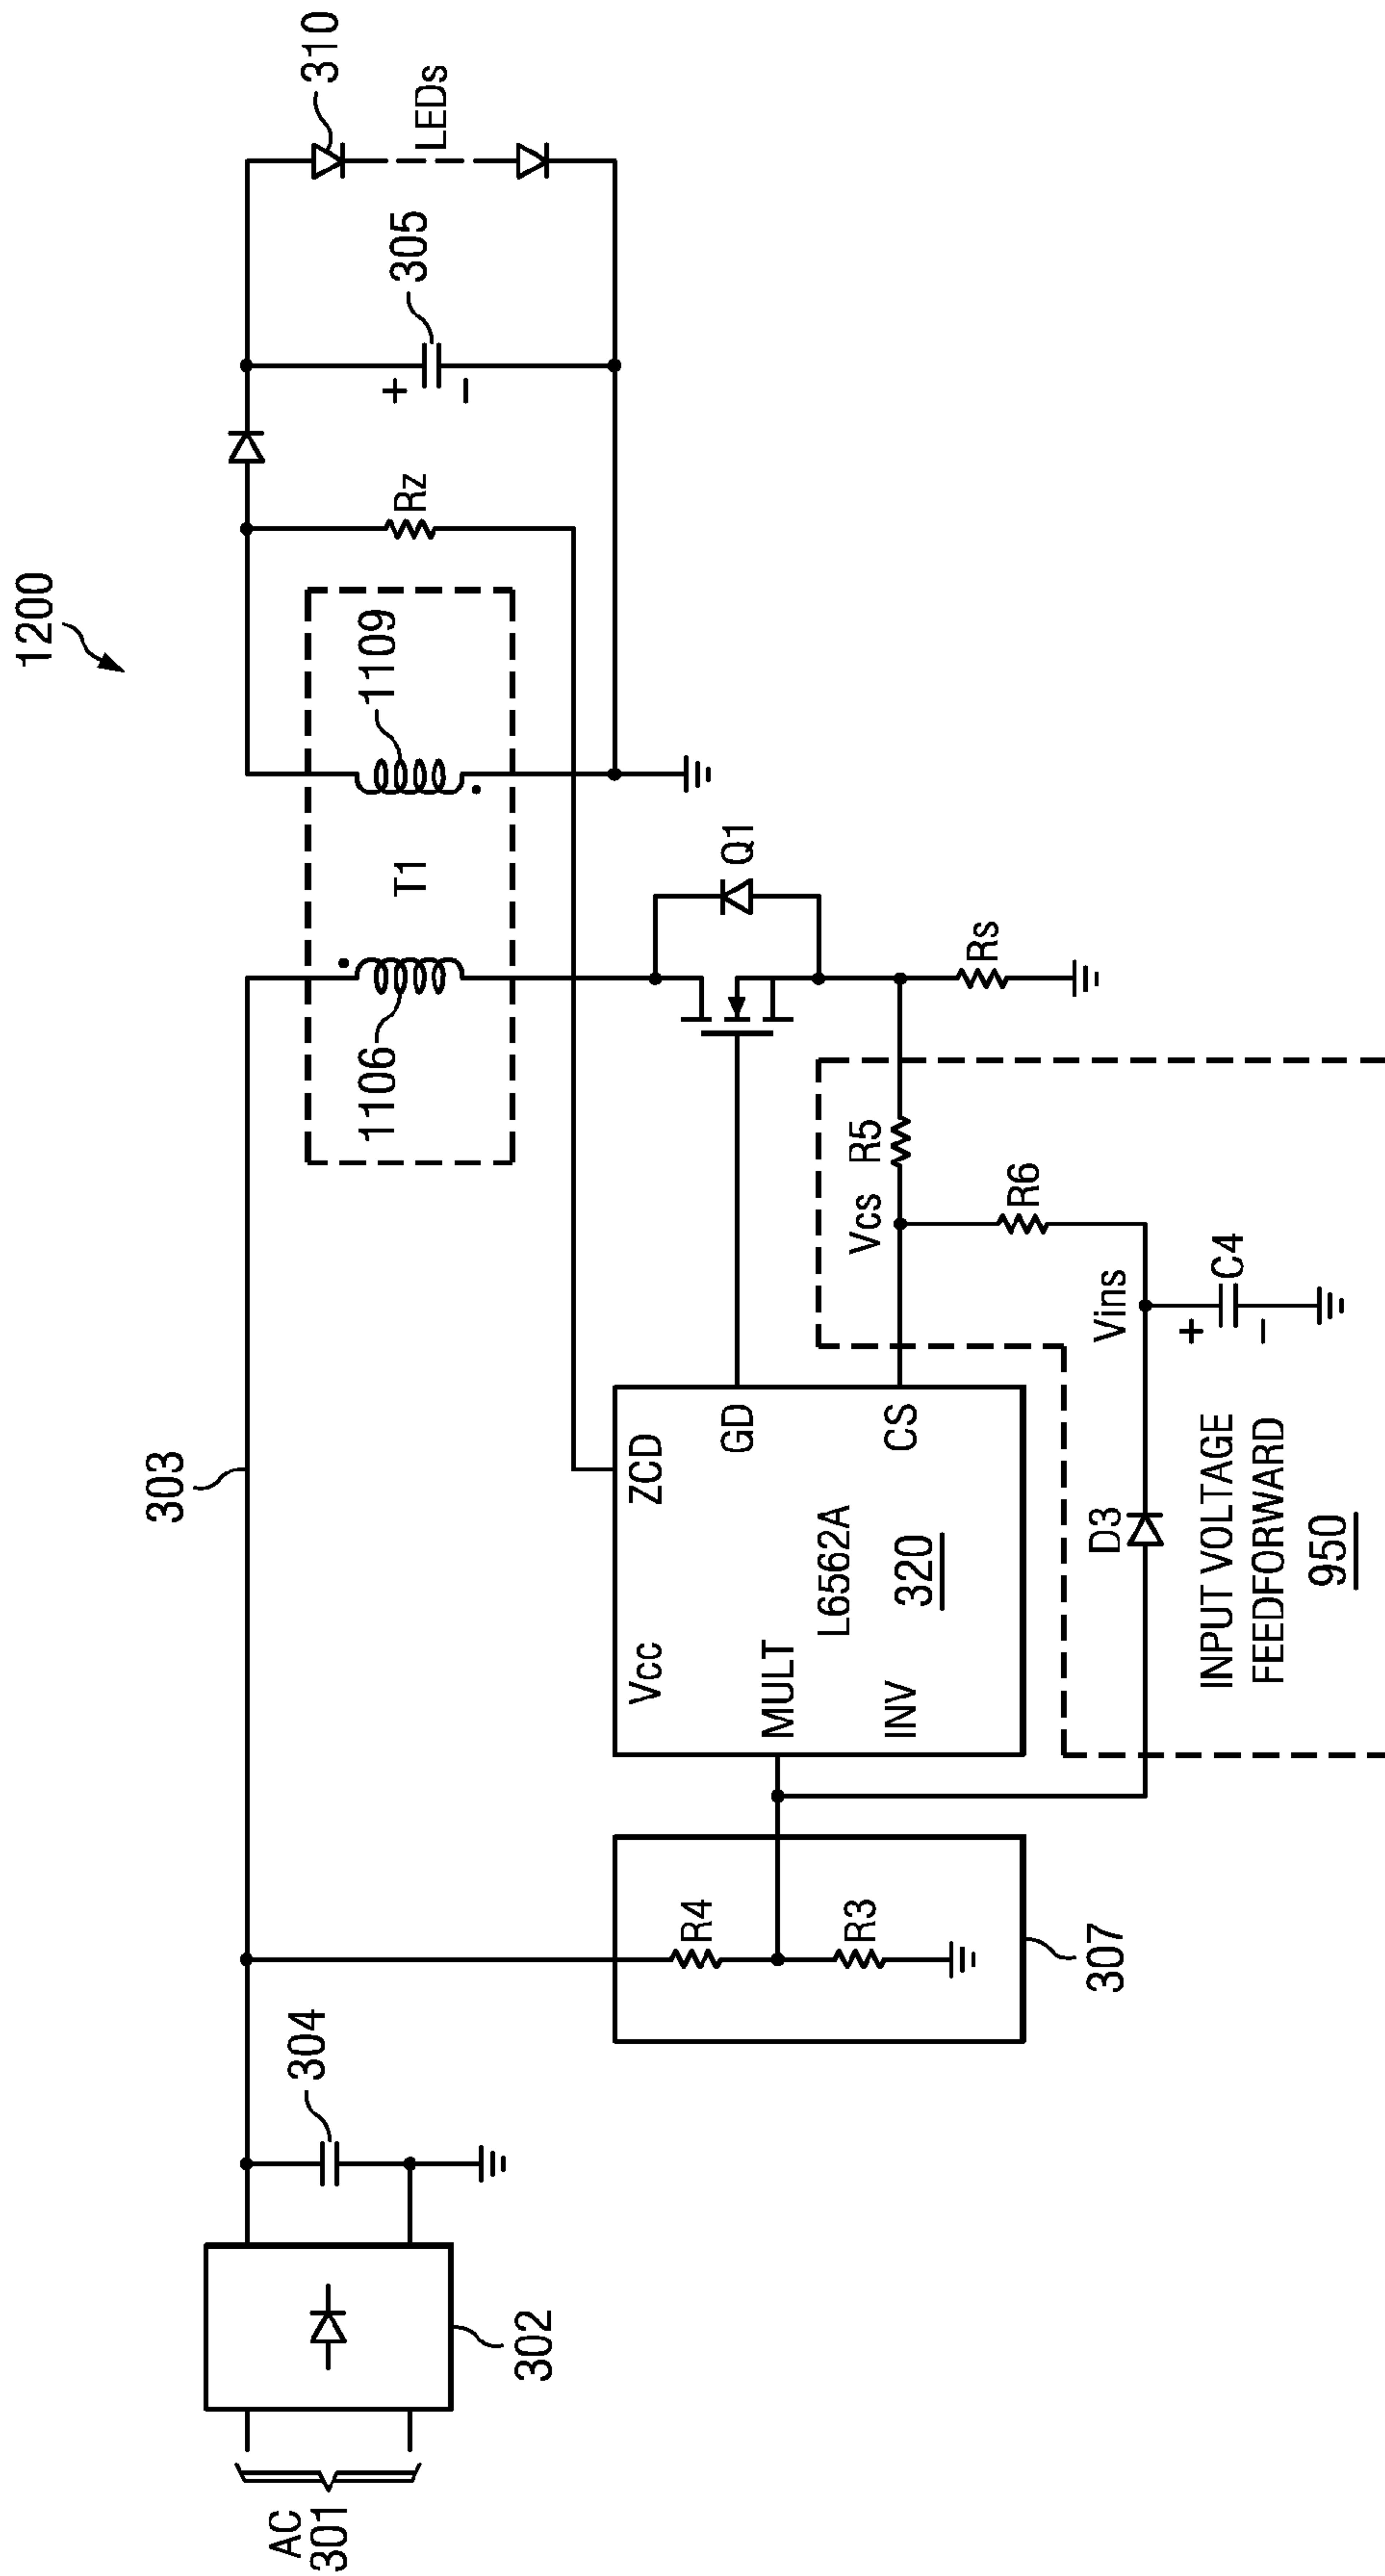 1200
AC
301
302
304
303
307
R4
R3
Vcc
ZCD
MULT
GD
L6562A
320
INV
CS
1106
T1
1109
Rz
305
+
−
310
LEDs
Q1
Rs
Vcs
R5
R6
Vins
D3
C4
+
−
INPUT VOLTAGE
FEEDFORWARD
950